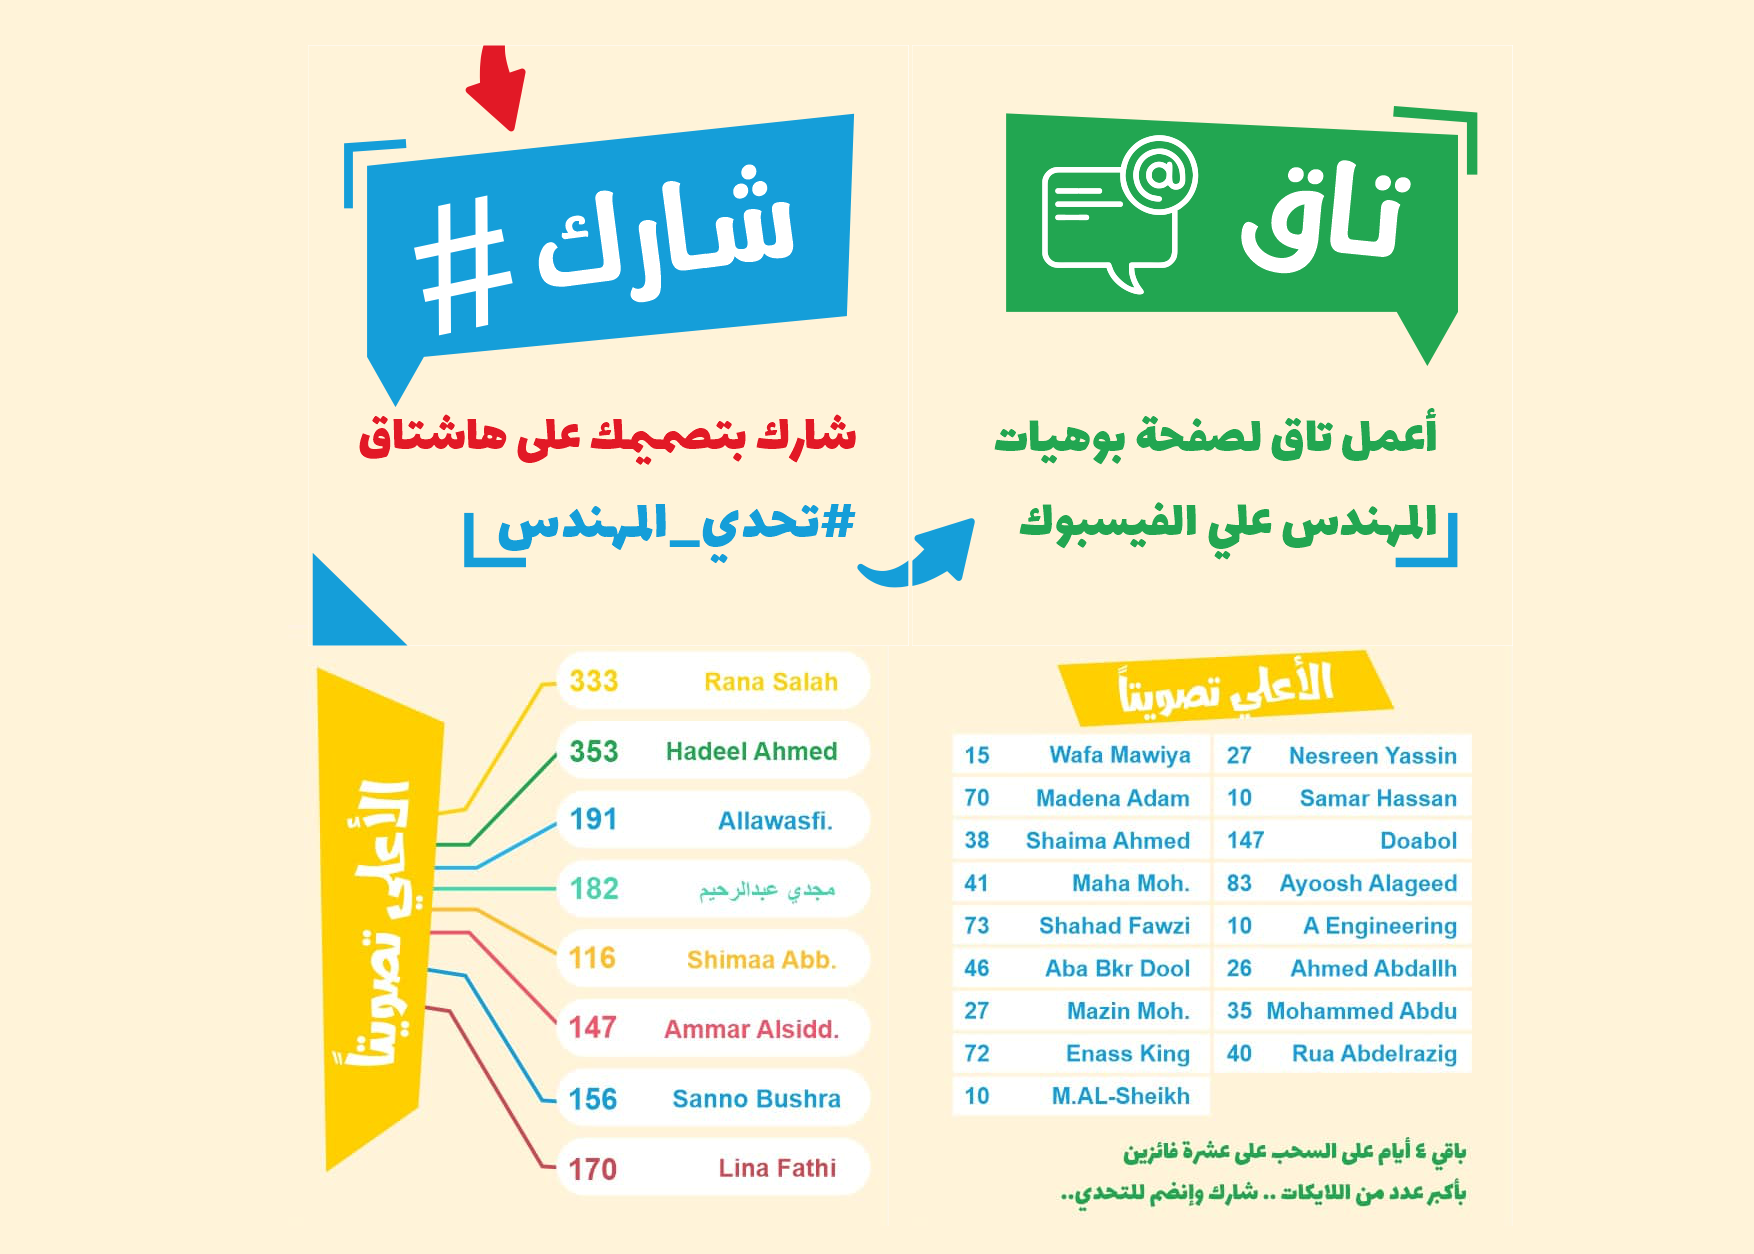 شارك #
شارك بتصميمك على هاشتاق
#تحدي_المهندس
تاق @
أعمل تاق لصفحة بوهيات
المهندس علي الفيسبوك
الأعلي تصويتاً
333 Rana Salah
353 Hadeel Ahmed
191 Allawasfi.
182 مجدي عبدالرحيم
116 Shimaa Abb.
147 Ammar Alsidd.
156 Sanno Bushra
170 Lina Fathi
الأعلي تصويتاً
15 Wafa Mawiya 27 Nesreen Yassin
70 Madena Adam 10 Samar Hassan
38 Shaima Ahmed 147 Doabol
41 Maha Moh. 83 Ayoosh Alageed
73 Shahad Fawzi 10 A Engineering
46 Aba Bkr Dool 26 Ahmed Abdallh
27 Mazin Moh. 35 Mohammed Abdu
72 Enass King 40 Rua Abdelrazig
10 M.AL-Sheikh
باقي ٤ أيام على السحب على عشرة فائزين
بأكبر عدد من اللايكات .. شارك وإنضم للتحدي..